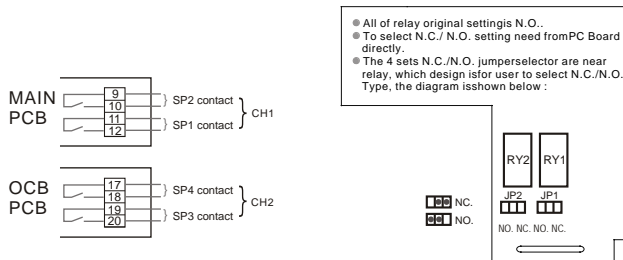 All of relay original settingis N.O..
To select N.C./ N.O. setting need fromPC Board
directly.
The 4 sets N.C./N.O. jumperselector are near
relay, which design isfor user to select N.C./N.O.
Type, the diagram isshown below :
MAIN
PCB
9
10
11
12
SP2 contact
SP1 contact
CH1
OCB
PCB
17
18
19
20
SP4 contact
SP3 contact
CH2
NC.
NO.
RY2
RY1
JP2
JP1
NO. NC. NO. NC.